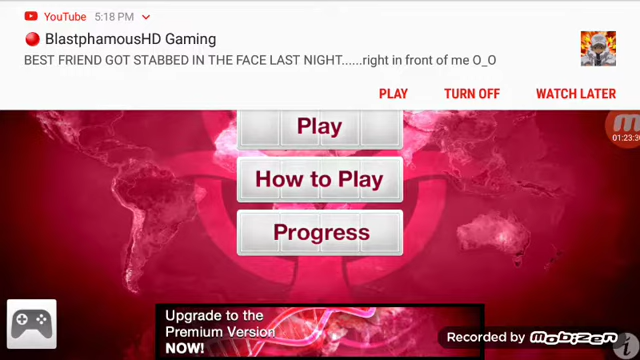 YouTube 5:18 PM
BlastphamousHD Gaming
BEST FRIEND GOT STABBED IN THE FACE LAST NIGHT......right in front of me O_O
PLAY TURN OFF WATCH LATER
Play
01:23:3
How to Play
Progress
Upgrade to the
Premium Version
NOW!
Recorded by Mobizen